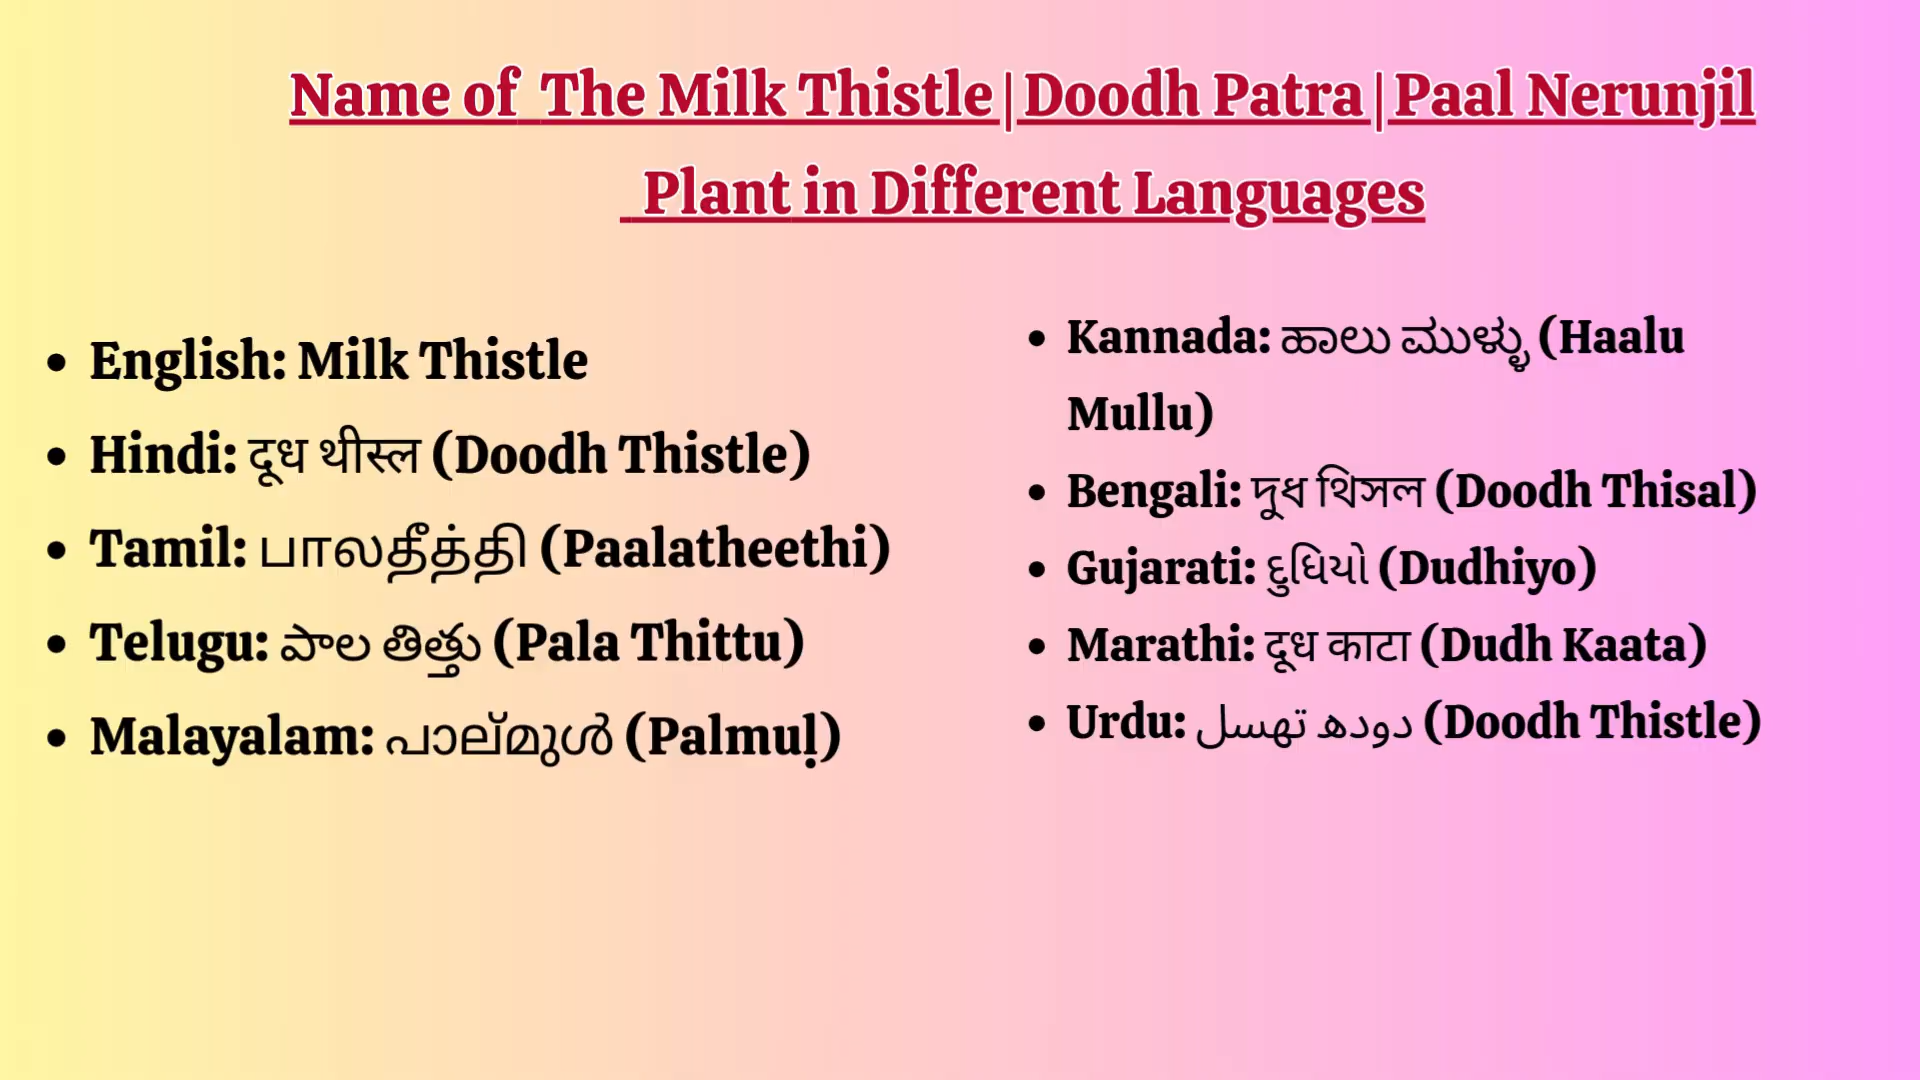 Name of The Milk Thistle|Doodh Patra|Paal Nerunjil
Plant in Different Languages
• English: Milk Thistle
• Hindi: दूध थीस्ल (Doodh Thistle)
• Tamil: பாலதீத்தி (Paalatheethi)
• Telugu: పాల తిత్తు (Pala Thittu)
• Malayalam: പാല്മുൾ (Palmuḷ)
• Kannada: ಹಾಲು ಮುಳ್ಳು (Haalu
Mullu)
• Bengali: দুধ থিসল (Doodh Thisal)
• Gujarati: દુધિયો (Dudhiyo)
• Marathi: दूध काटा (Dudh Kaata)
• Urdu: دودھ تھسل (Doodh Thistle)